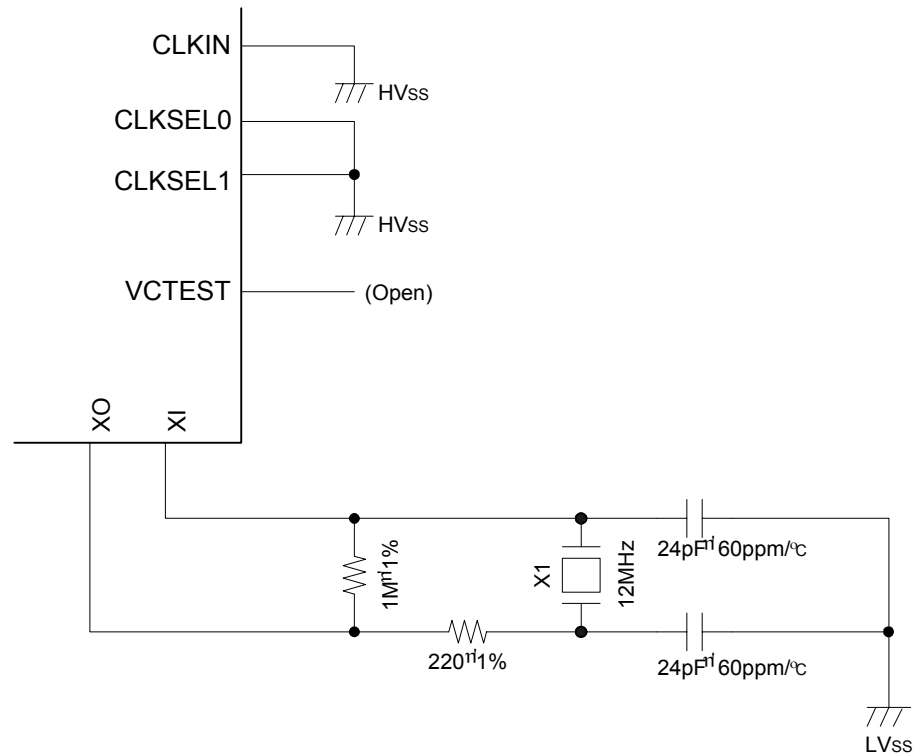 CLKIN
HVss
CLKSEL0
CLKSEL1
HVss
VCTEST
(Open)
XO
XI
24pF 60ppm/°C
1M 1%
X1
12MHz
220 1%
24pF 60ppm/°C
LVss